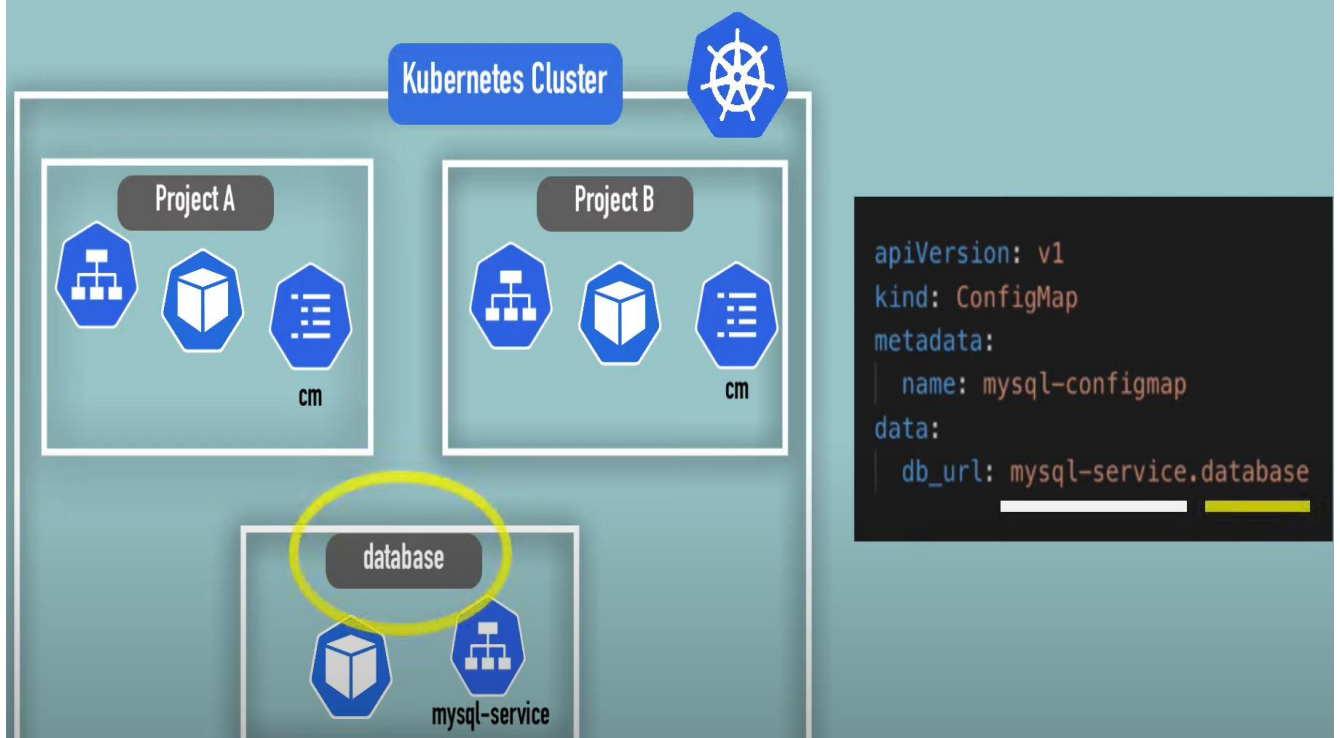 Kubernetes Cluster
Project A
Project B
cm
cm
database
mysql-service
apiVersion: v1
kind: ConfigMap
metadata:
name: mysql-configmap
data:
db_url: mysql-service.database